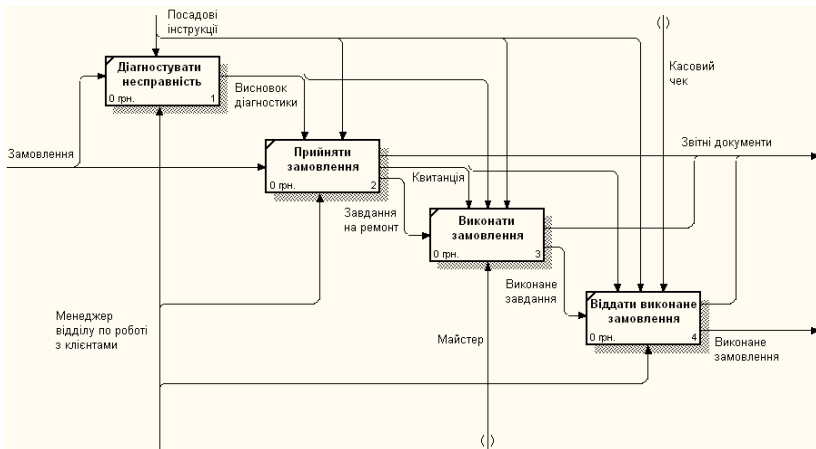 Посадові
інструкції
( )
Діагностувати
несправність
0 грн. 1
Висновок
діагностики
Касовий
чек
Замовлення
Прийняти
замовлення
0 грн. 2
Звітні документи
Квитанція
Завдання
на ремонт
Виконати
замовлення
0 грн. 3
Виконане
завдання
Віддати виконане
замовлення
0 грн. 4
Менеджер
відділу по роботі
з клієнтами
Майстер
Виконане
замовлення
( )